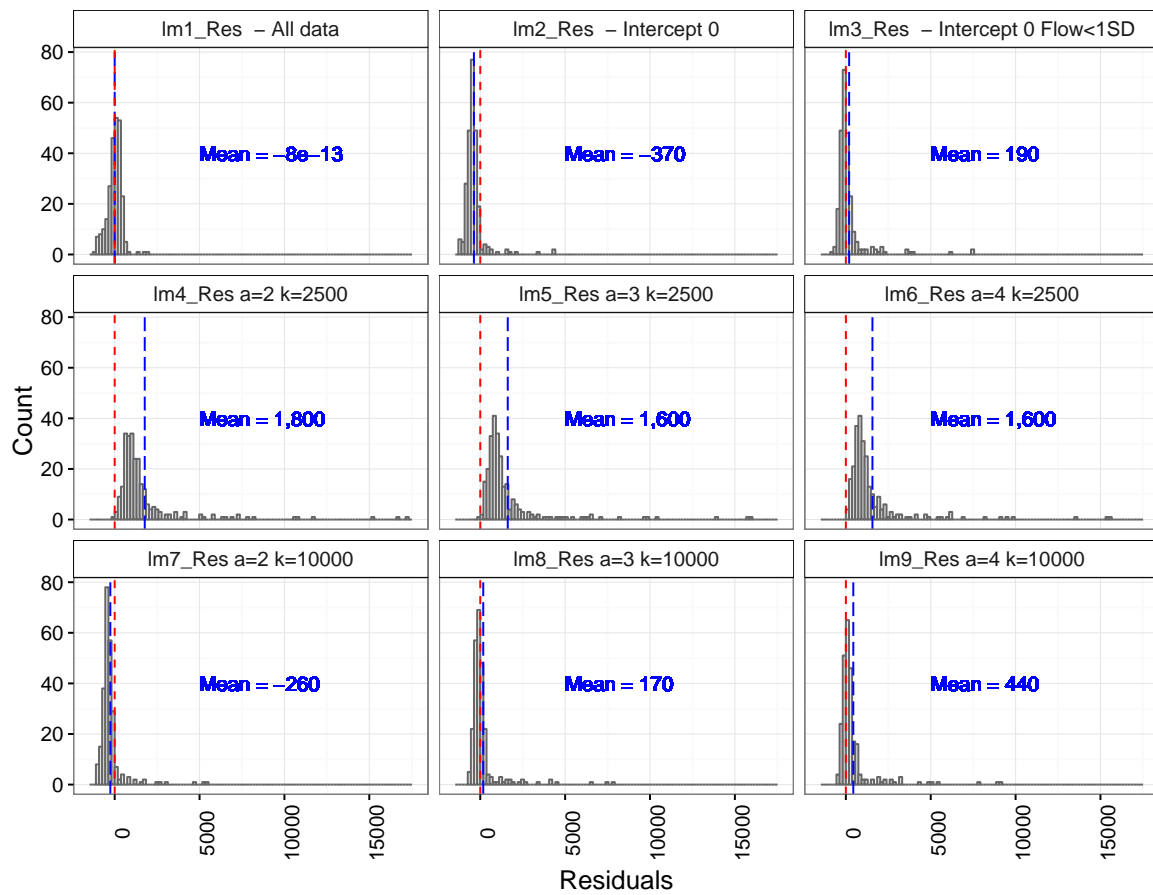 lm1_Res  − All data
lm2_Res  − Intercept 0
lm3_Res  − Intercept 0 Flow<1SD
80
60
40
20
0
Mean = −8e−13
Mean = −370
Mean = 190
lm4_Res a=2 k=2500
lm5_Res a=3 k=2500
lm6_Res a=4 k=2500
80
60
40
20
0
Mean = 1,800
Mean = 1,600
Mean = 1,600
Count
lm7_Res a=2 k=10000
lm8_Res a=3 k=10000
lm9_Res a=4 k=10000
80
60
40
20
0
Mean = −260
Mean = 170
Mean = 440
0
5000
10000
15000
0
5000
10000
15000
0
5000
10000
15000
Residuals